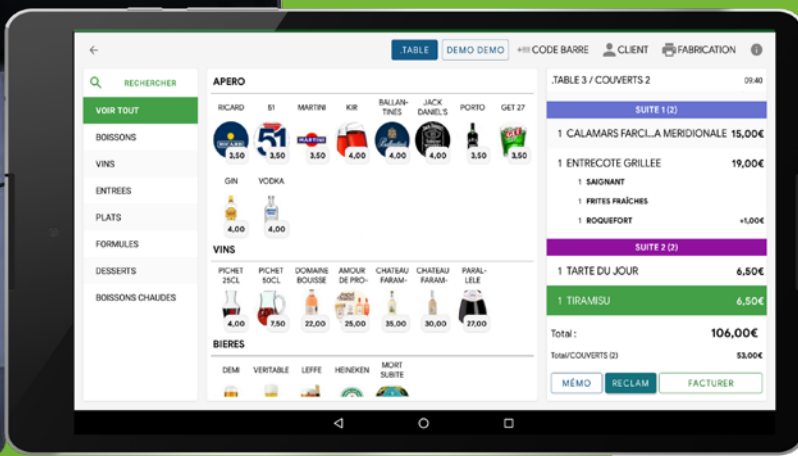 .TABLE
DEMO DEMO
CODE BARRE
CLIENT
FABRICATION
RECHERCHER
VOIR TOUT
BOISSONS
VINS
ENTREES
PLATS
FORMULES
DESSERTS
BOISSONS CHAUDES
APERO
RICARD 51 MARTINI KIR BALLAN-
TINES JACK
DANIEL'S PORTO GET 27
RICARD 51 MARTINI
3,50 3,50 3,50 4,00 4,00 4,00 3,50 3,50
GIN VODKA
4,00 4,00
VINS
PICHET
25CL PICHET
50CL DOMAINE
BOUISSE AMOUR
DE PRO- CHATEAU
FARAM- CHATEAU
FARAM- PARAL-
LELE
4,00 7,50 22,00 25,00 35,00 30,00 27,00
BIERES
DEMI VERITABLE LEFFE HEINEKEN MORT
SUBITE
.TABLE 3 / COUVERTS 2 09:40
SUITE 1 (2)
1 CALAMARS FARCI...A MERIDIONALE 15,00€
1 ENTRECOTE GRILLEE 19,00€
1 SAIGNANT
1 FRITES FRAÎCHES
1 ROQUEFORT +1,00€
SUITE 2 (2)
1 TARTE DU JOUR 6,50€
1 TIRAMISU 6,50€
Total : 106,00€
Total/COUVERTS (2) 53,00€
MÉMO
RECLAM
FACTURER